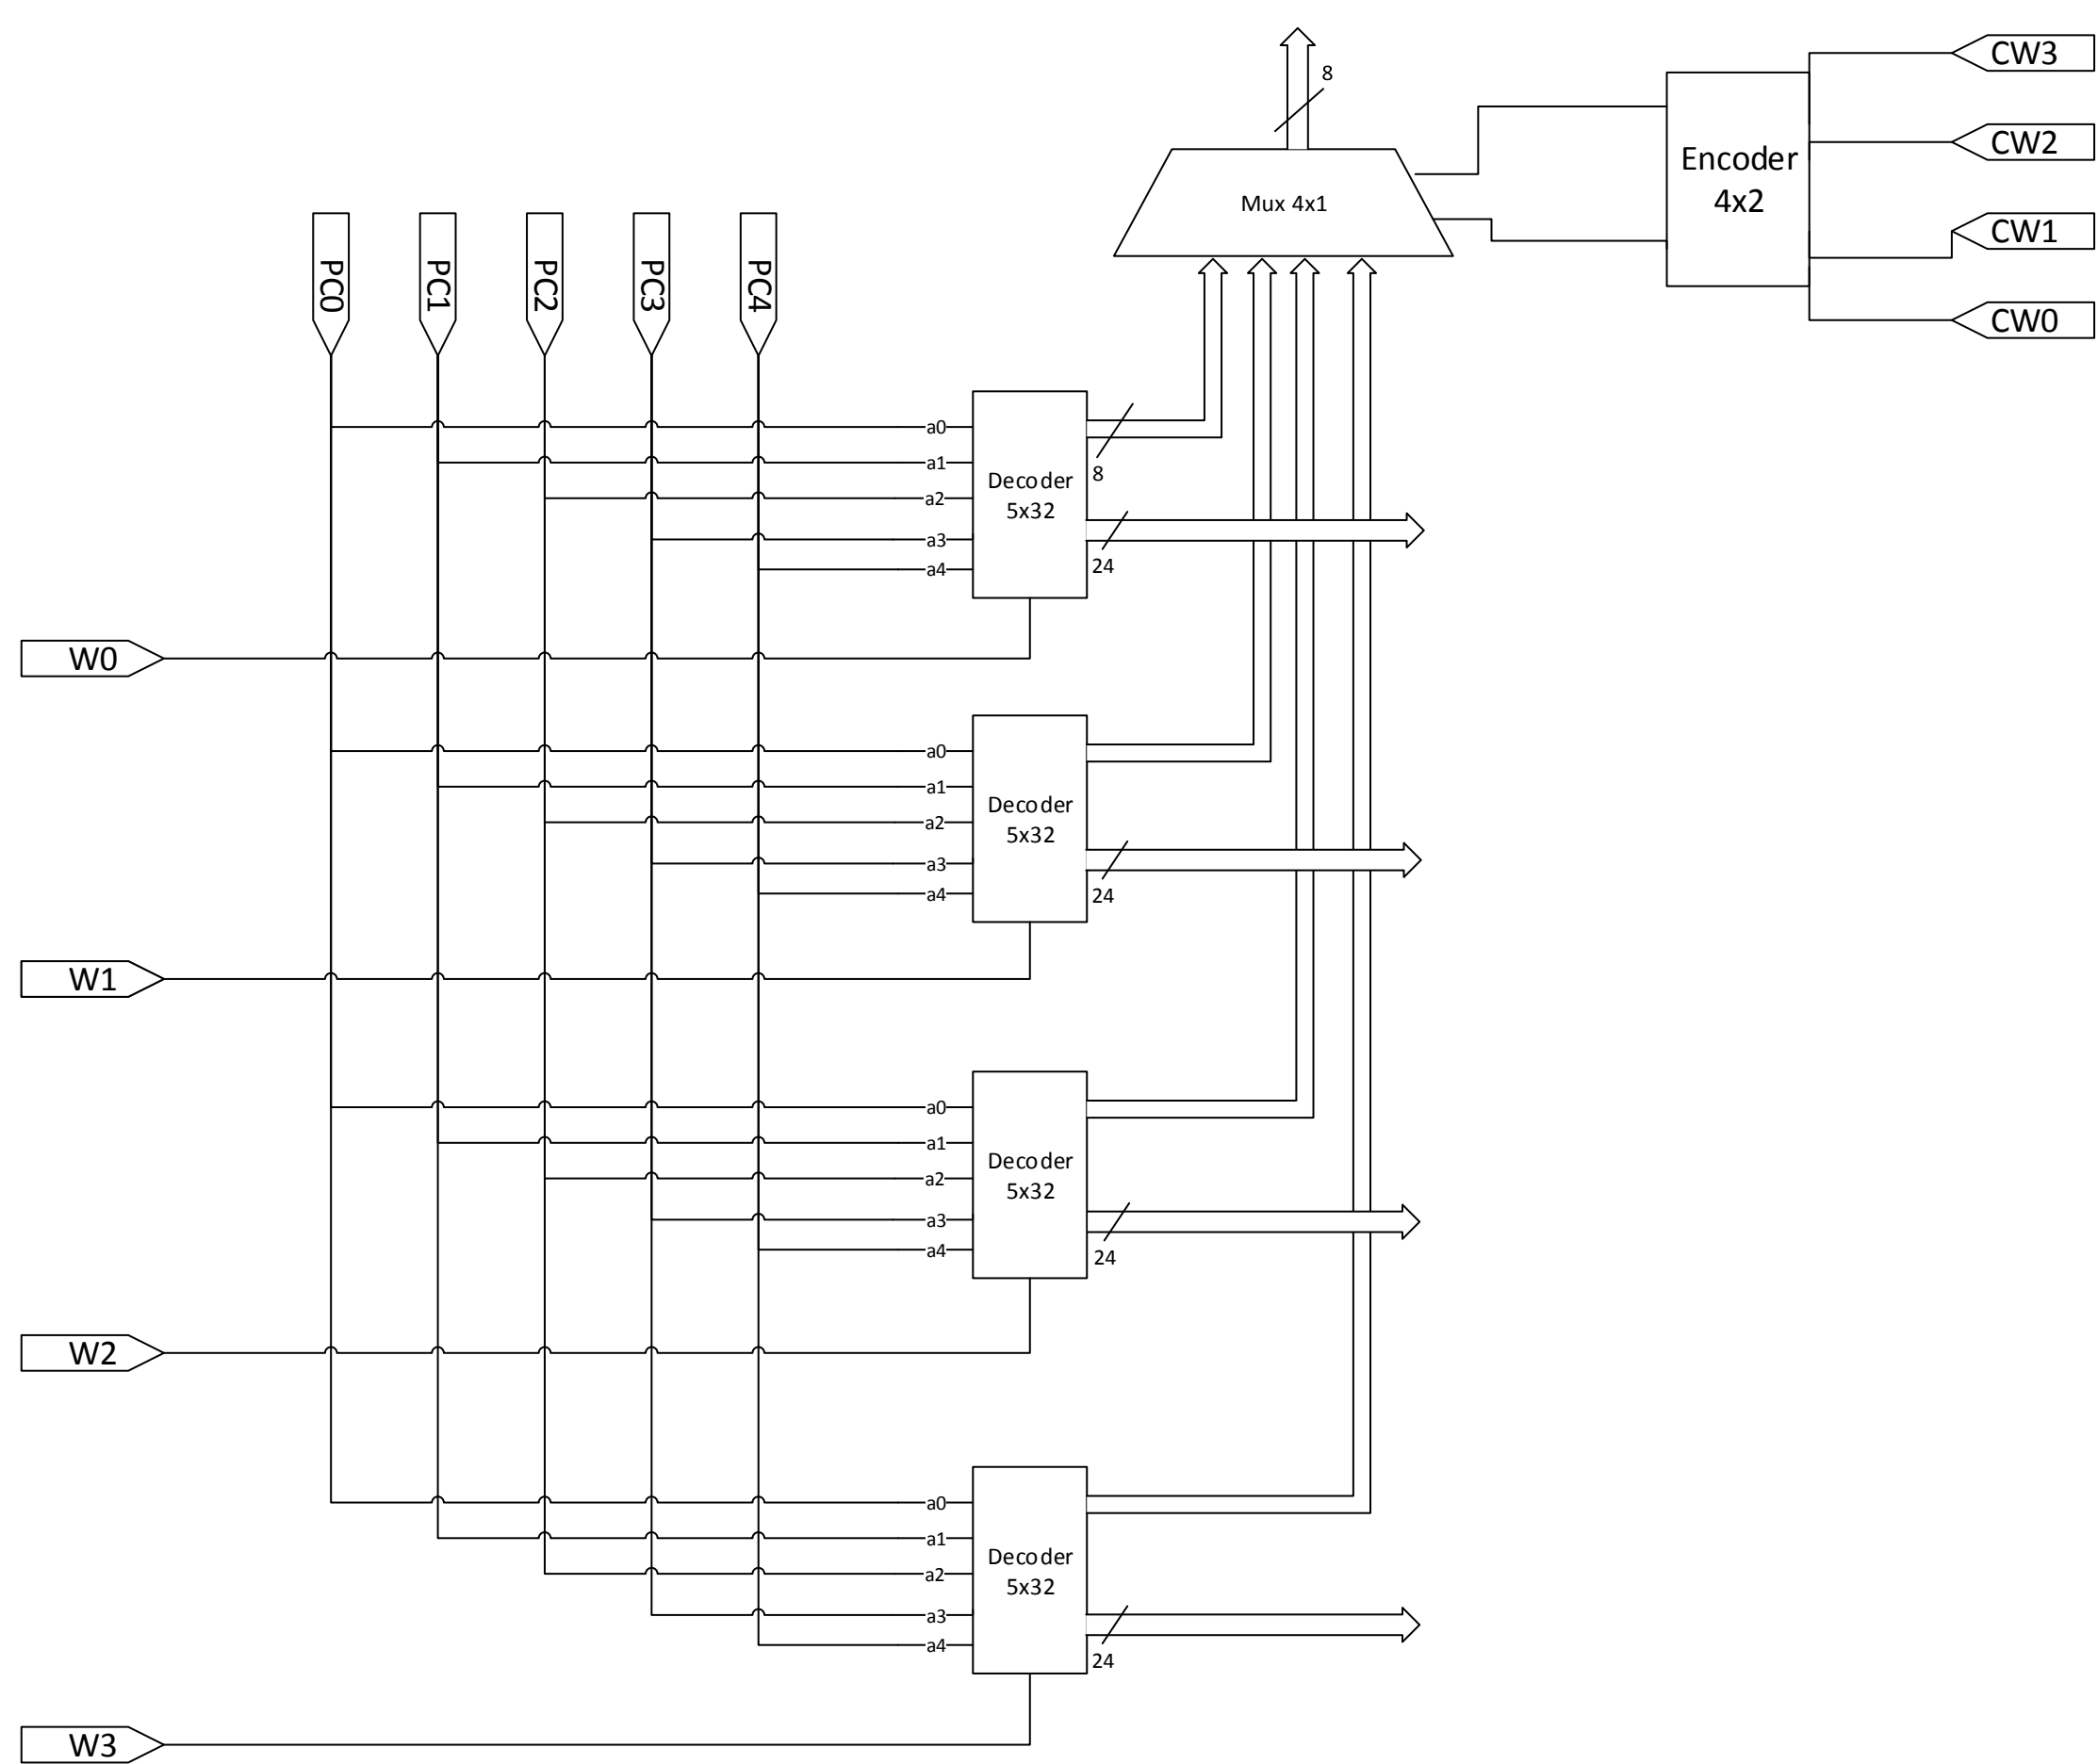 CW3
8
CW2
Encoder
4x2
Mux 4x1
CW1
PC0
PC1
PC2
PC3
PC4
CW0
a0
a1
8
Decoder
5x32
a2
a3
24
a4
W0
a0
a1
Decoder
5x32
a2
a3
a4
24
W1
a0
a1
Decoder
5x32
a2
a3
a4
24
W2
a0
a1
Decoder
5x32
a2
a3
a4
24
W3